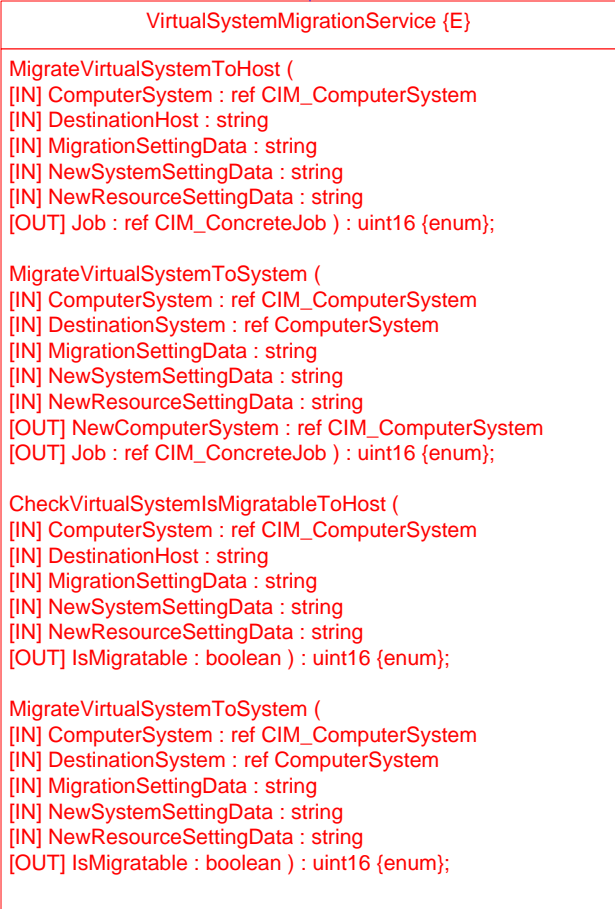 VirtualSystemMigrationService {E}
MigrateVirtualSystemToHost (
[IN] ComputerSystem : ref CIM_ComputerSystem
[IN] DestinationHost : string
[IN] MigrationSettingData : string
[IN] NewSystemSettingData : string
[IN] NewResourceSettingData : string
[OUT] Job : ref CIM_ConcreteJob ) : uint16 {enum};
MigrateVirtualSystemToSystem (
[IN] ComputerSystem : ref CIM_ComputerSystem
[IN] DestinationSystem : ref ComputerSystem
[IN] MigrationSettingData : string
[IN] NewSystemSettingData : string
[IN] NewResourceSettingData : string
[OUT] NewComputerSystem : ref CIM_ComputerSystem
[OUT] Job : ref CIM_ConcreteJob ) : uint16 {enum};
CheckVirtualSystemIsMigratableToHost (
[IN] ComputerSystem : ref CIM_ComputerSystem
[IN] DestinationHost : string
[IN] MigrationSettingData : string
[IN] NewSystemSettingData : string
[IN] NewResourceSettingData : string
[OUT] IsMigratable : boolean ) : uint16 {enum};
MigrateVirtualSystemToSystem (
[IN] ComputerSystem : ref CIM_ComputerSystem
[IN] DestinationSystem : ref ComputerSystem
[IN] MigrationSettingData : string
[IN] NewSystemSettingData : string
[IN] NewResourceSettingData : string
[OUT] IsMigratable : boolean ) : uint16 {enum};